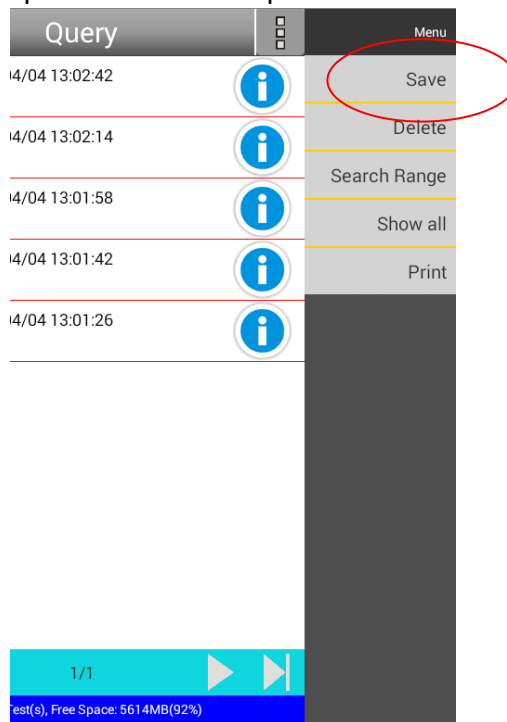 Query
Menu
4/04 13:02:42
Save
4/04 13:02:14
Delete
4/04 13:01:58
Search Range
Show all
4/04 13:01:42
Print
4/04 13:01:26
1/1
Test(s), Free Space: 5614MB(92%)